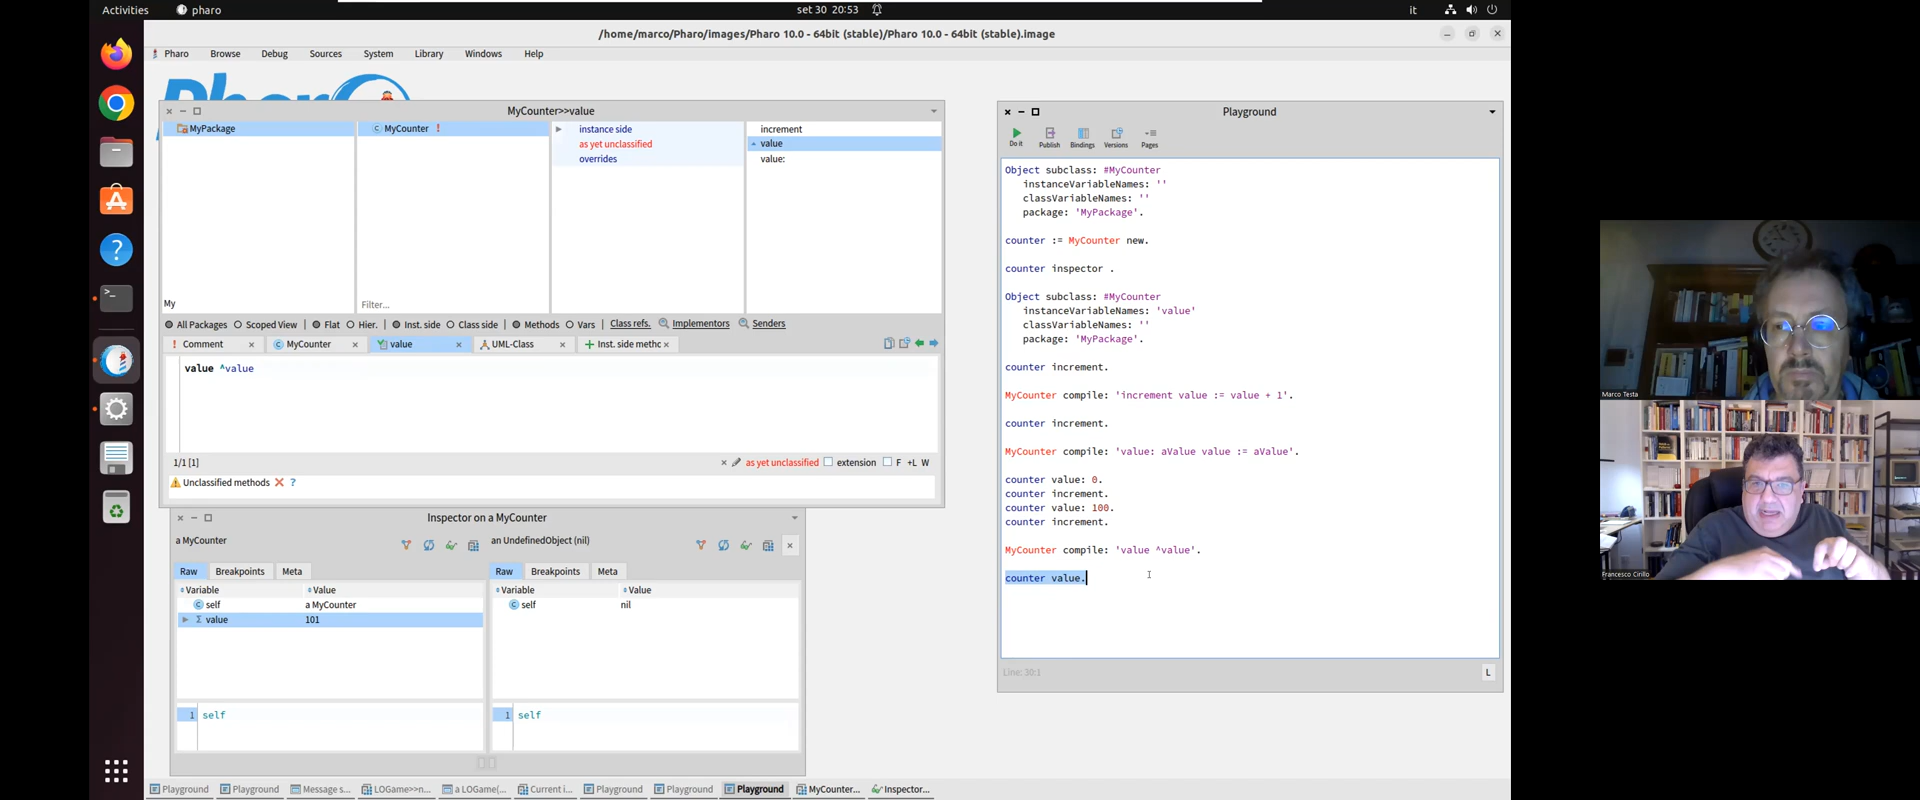 Activities
pharo
set 30 20:53
it
/home/marco/Pharo/images/Pharo 10.0 - 64bit (stable)/Pharo 10.0 - 64bit (stable).image
Pharo Browse Debug Sources System Library Windows Help
MyCounter>>value
MyPackage
MyCounter !
instance side
as yet unclassified
overrides
increment
value
value:
My
Filter...
All Packages Scoped View | Flat Hier. | Inst. side Class side | Methods Vars | Class refs. Implementors Senders
! Comment × MyCounter × value × UML-Class × + Inst. side methc ×
value ^value
1/1 [1]
as yet unclassified extension F +L W
Unclassified methods ?
Inspector on a MyCounter
a MyCounter
Raw Breakpoints Meta
Variable Value
self a MyCounter
value 101
1 self
an UndefinedObject (nil)
Raw Breakpoints Meta
Variable Value
self nil
1 self
Playground
Do it Publish Bindings Versions Pages
Object subclass: #MyCounter
instanceVariableNames: ''
classVariableNames: ''
package: 'MyPackage'.
counter := MyCounter new.
counter inspector .
Object subclass: #MyCounter
instanceVariableNames: 'value'
classVariableNames: ''
package: 'MyPackage'.
counter increment.
MyCounter compile: 'increment value := value + 1'.
counter increment.
MyCounter compile: 'value: aValue value := aValue'.
counter value: 0.
counter increment.
counter value: 100.
counter increment.
MyCounter compile: 'value ^value'.
counter value.
Line: 30:1
L
Marco Testa
Francesco Cirillo
Playground Playground Message s... LOGame>>n... a LOGame(... Current i... Playground Playground Playground MyCounter... Inspector...